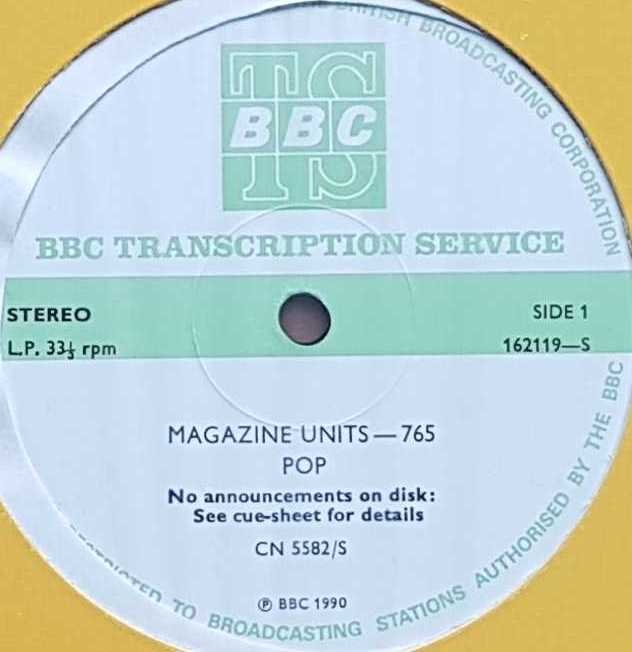 BRITISH BROADCASTING CORPORATION
TS
BBC
BBC TRANSCRIPTION SERVICE
STEREO
SIDE 1
L.P. 33⅓ rpm
162119—S
MAGAZINE UNITS—765
POP
No announcements on disk:
See cue-sheet for details
CN 5582/S
℗ BBC 1990
RESTRICTED TO BROADCASTING STATIONS AUTHORISED BY THE BBC